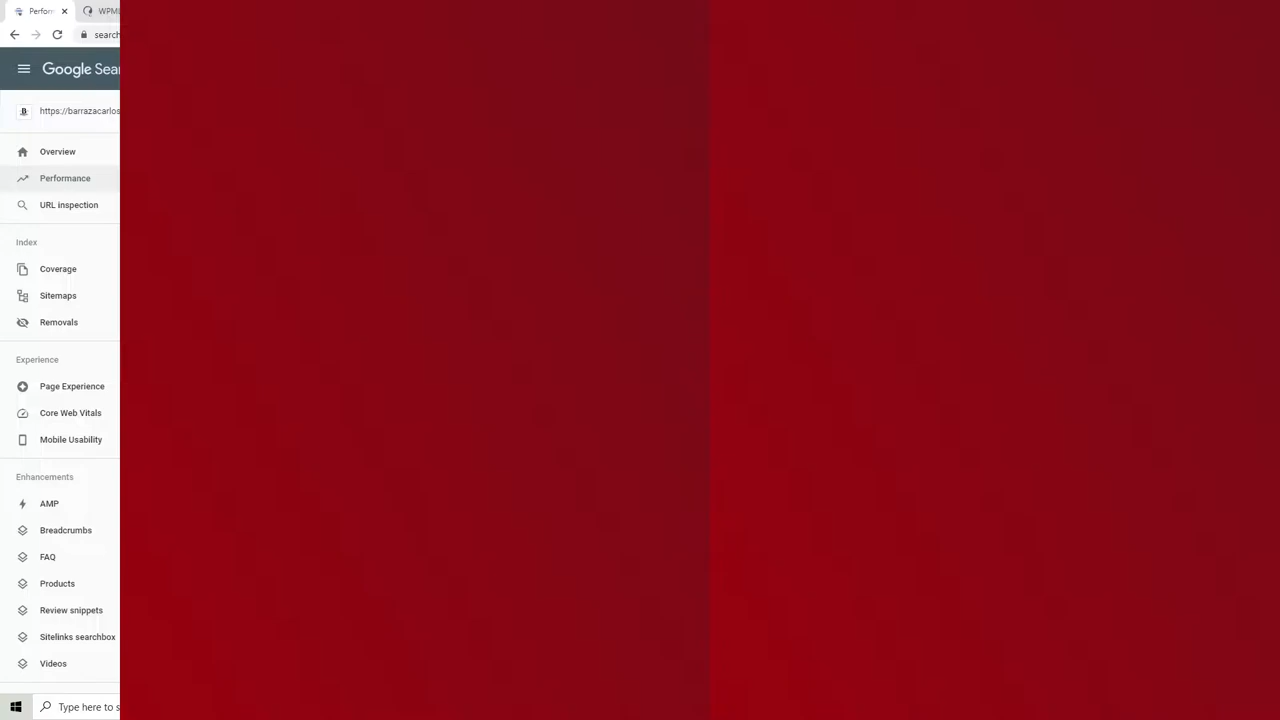 Perform
WPML
search
Google Sear
https://barrazacarlos
Overview
Performance
URL inspection
Index
Coverage
Sitemaps
Removals
Experience
Page Experience
Core Web Vitals
Mobile Usability
Enhancements
AMP
Breadcrumbs
FAQ
Products
Review snippets
Sitelinks searchbox
Videos
Type here to s